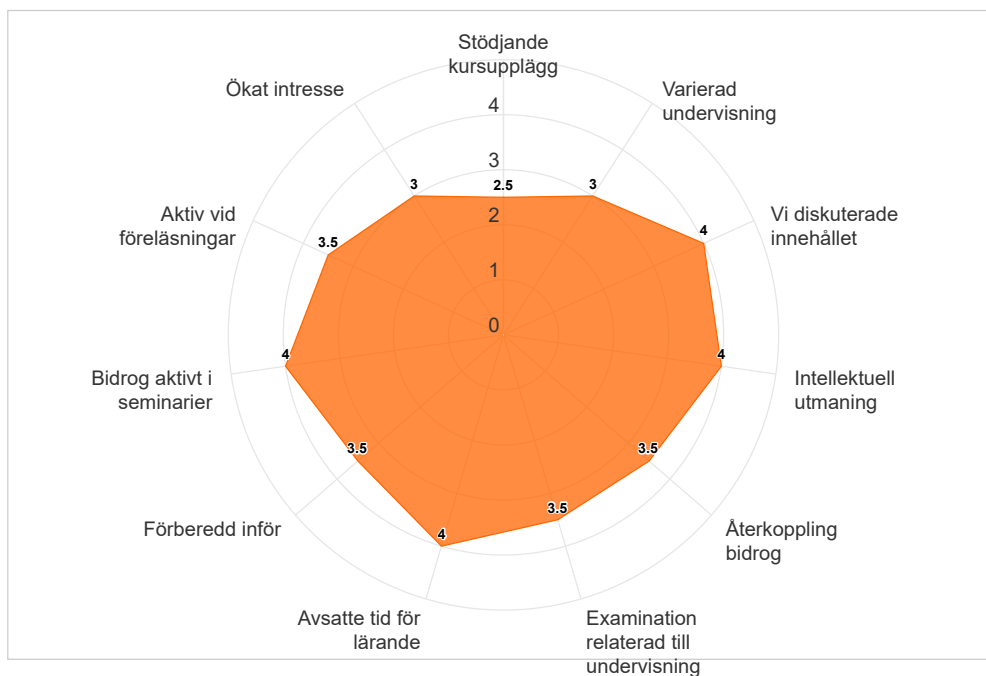 Stödjande
kursupplägg
Ökat intresse
Varierad
undervisning
4
3
3
2.5
3
Aktiv vid
föreläsningar
3.5
2
4
Vi diskuterade
innehållet
1
0
Bidrog aktivt i
seminarier
4
4
Intellektuell
utmaning
3.5
3.5
Förberedd inför
4
3.5
Återkoppling
bidrog
Avsatte tid för
lärande
Examination
relaterad till
undervisning